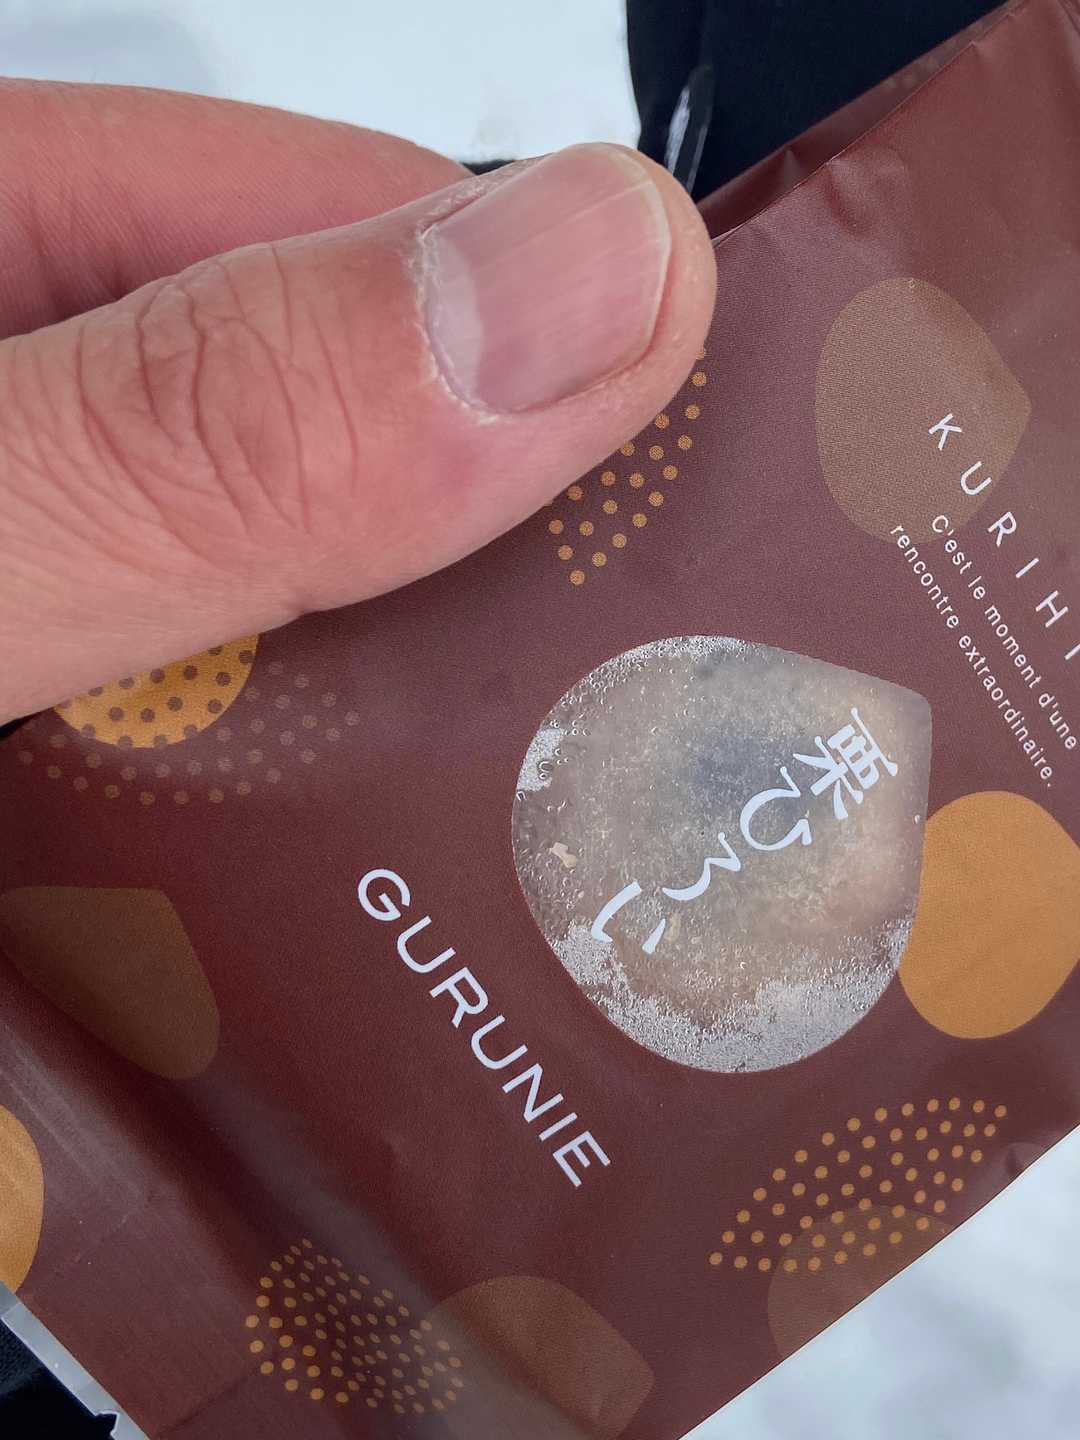 KURIHI
C'est le moment d'une
rencontre extraordinaire.
栗ひろい
GURUNIE